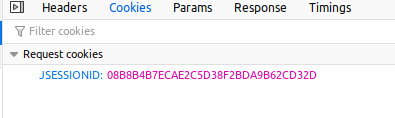 Headers Cookies Params Response Timings
Filter cookies
Request cookies
JSESSIONID: 08B8B4B7ECAE2C5D38F2BDA9B62CD32D